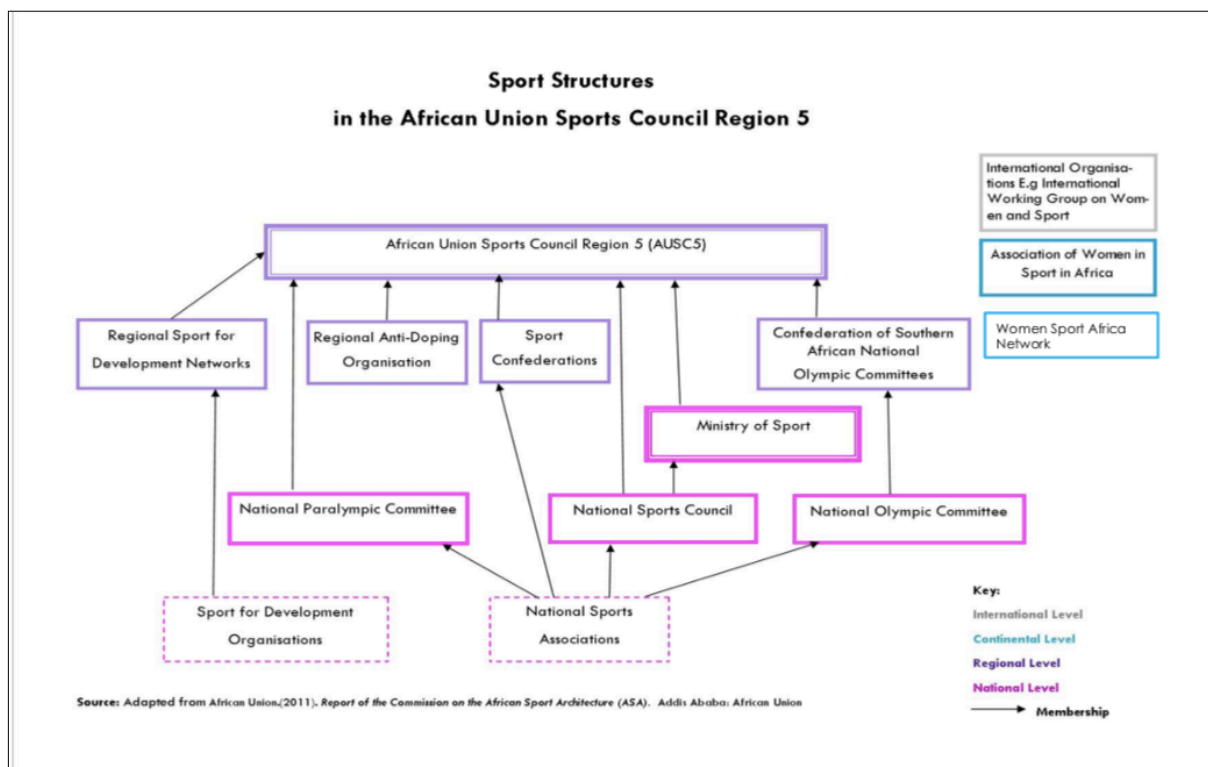 Sport Structures
in the African Union Sports Council Region 5
International Organisa-
tions E.g International
Working Group on Wom-
en and Sport
African Union Sports Council Region 5 (AUSC5)
Association of Women in
Sport in Africa
Regional Sport for
Development Networks
Regional Anti-Doping
Organisation
Sport
Confederations
Confederation of Southern
African National
Olympic Committees
Women Sport Africa
Network
Ministry of Sport
National Paralympic Committee
National Sports Council
National Olympic Committee
Sport for Development
Organisations
National Sports
Associations
Key:
International Level
Continental Level
Regional Level
National Level
Membership
Source: Adapted from African Union.(2011). Report of the Commission on the African Sport Architecture (ASA). Addis Ababa: African Union